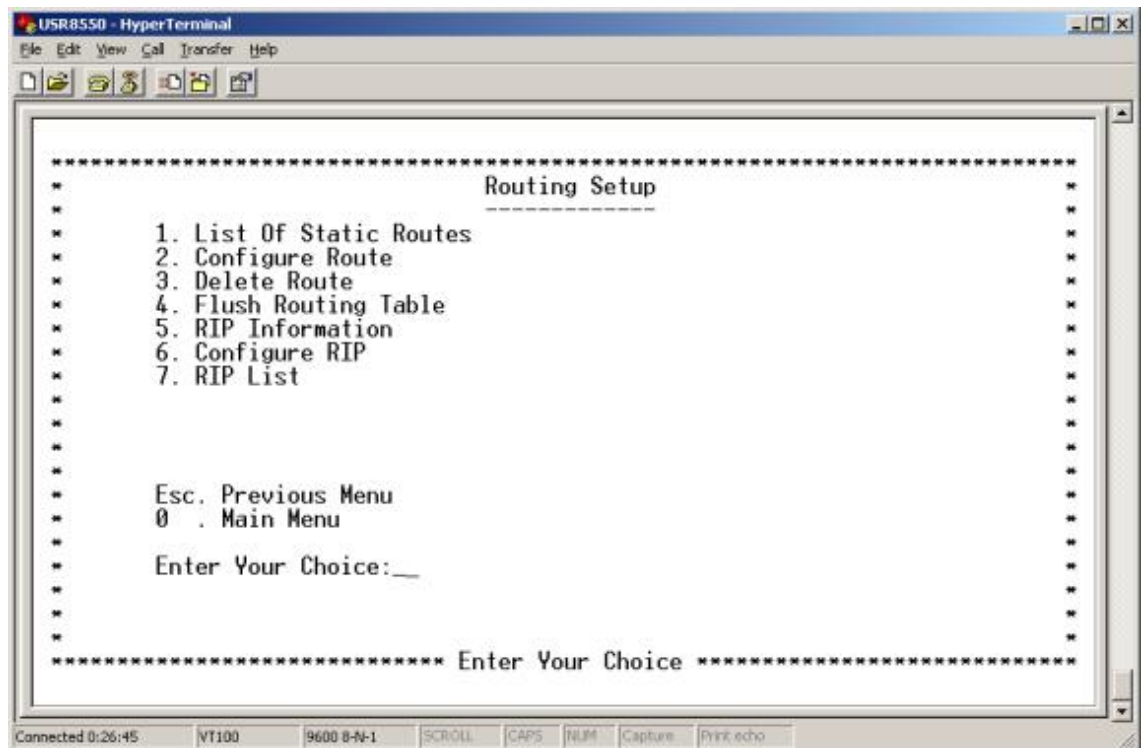 USR8550 - HyperTerminal
File Edit View Call Transfer Help
******************************************************************************
* Routing Setup *
* ------------- *
* 1. List Of Static Routes *
* 2. Configure Route *
* 3. Delete Route *
* 4. Flush Routing Table *
* 5. RIP Information *
* 6. Configure RIP *
* 7. RIP List *
* *
* *
* *
* *
* Esc. Previous Menu *
* 0 . Main Menu *
* *
* Enter Your Choice:__ *
* *
* *
* *
****************************** Enter Your Choice *****************************
Connected 0:26:45 VT100 9600 8-N-1 SCROLL CAPS NUM Capture Print echo